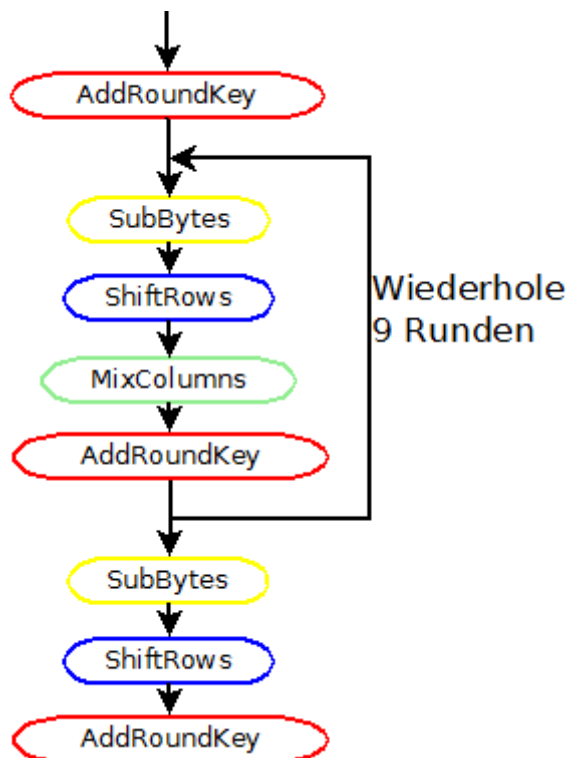 AddRoundKey
SubBytes
ShiftRows
Wiederhole
9 Runden
MixColumns
AddRoundKey
SubBytes
ShiftRows
AddRoundKey